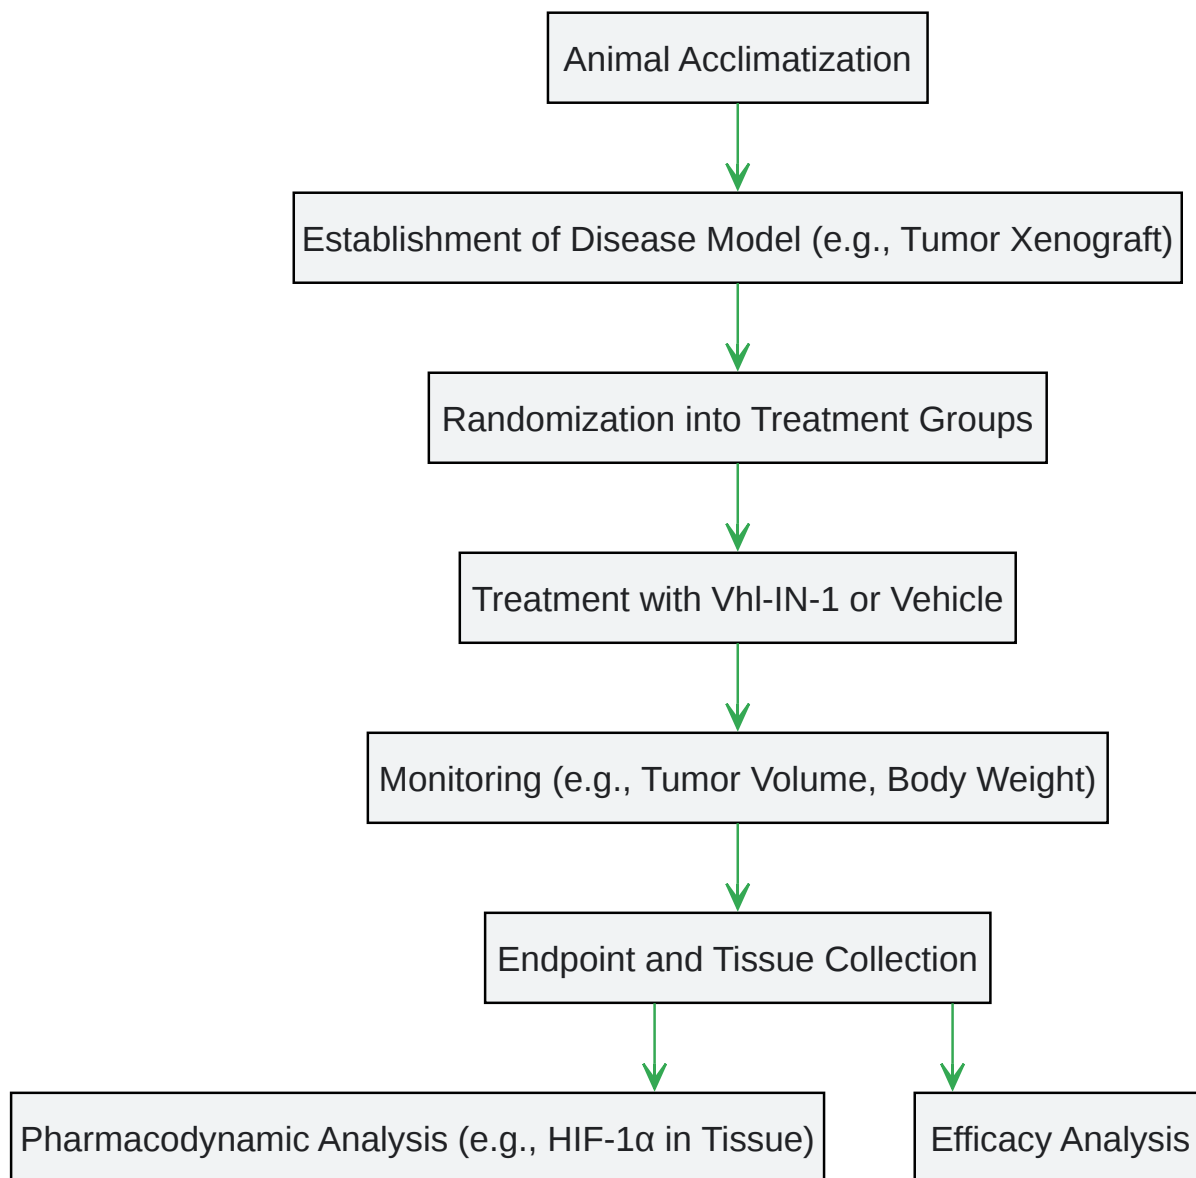 Animal Acclimatization
Establishment of Disease Model (e.g., Tumor Xenograft)
Randomization into Treatment Groups
Treatment with Vhl-IN-1 or Vehicle
Monitoring (e.g., Tumor Volume, Body Weight)
Endpoint and Tissue Collection
Pharmacodynamic Analysis (e.g., HIF-1α in Tissue)
Efficacy Analysis